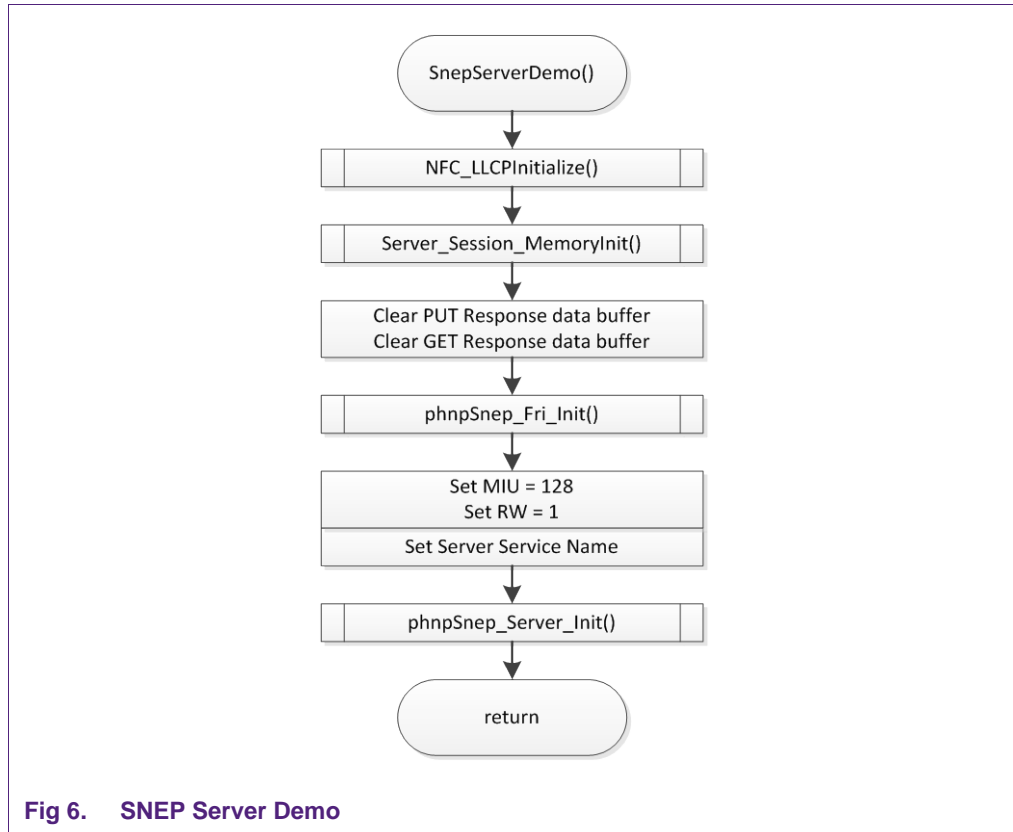 SnepServerDemo()
NFC_LLCPInitialize()
Server_Session_MemoryInit()
Clear PUT Response data buffer
Clear GET Response data buffer
phnpSnep_Fri_Init()
Set MIU = 128
Set RW = 1
Set Server Service Name
phnpSnep_Server_Init()
return
Fig 6. SNEP Server Demo